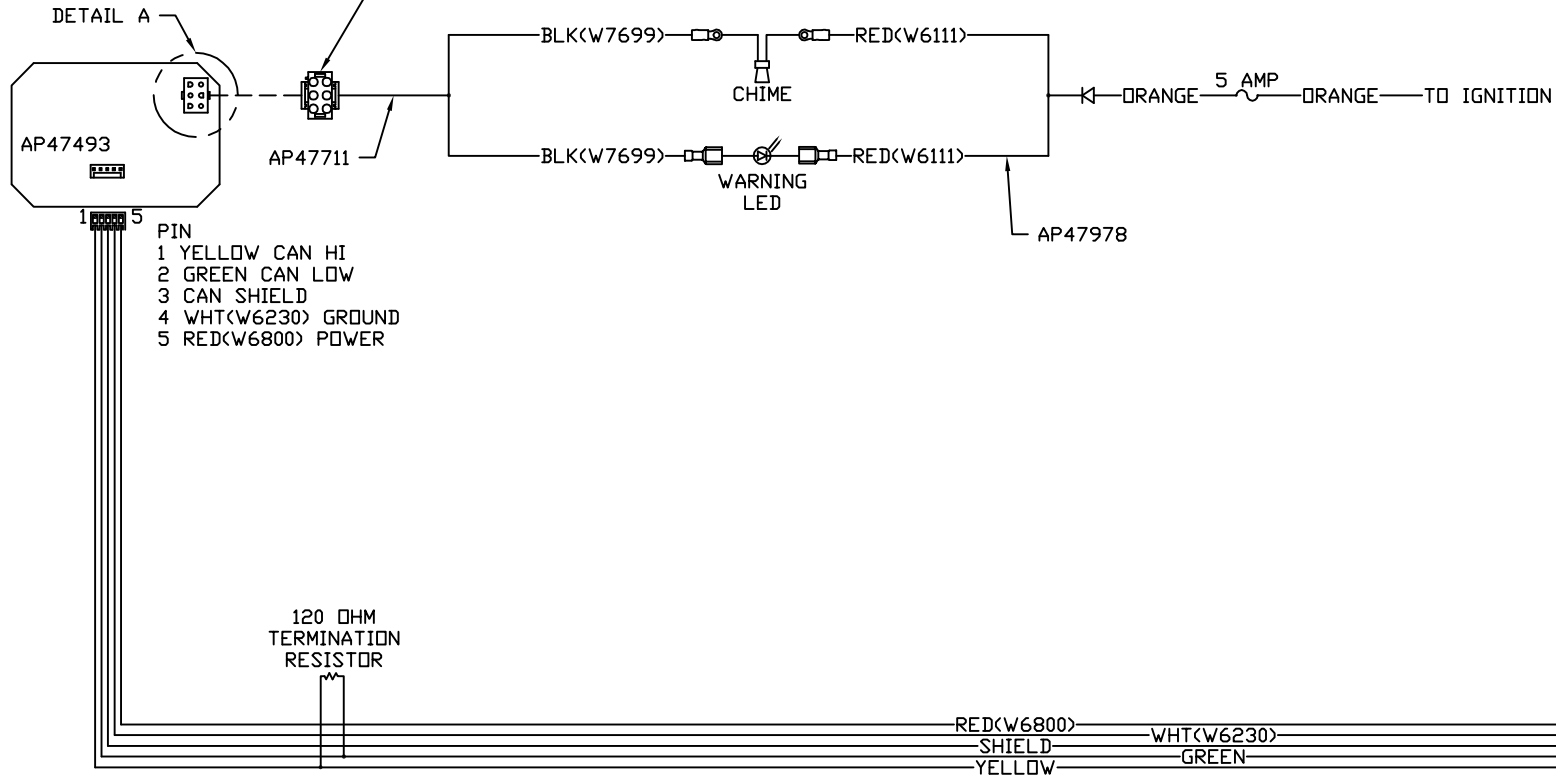 DETAIL A
BLK(W7699)
RED(W6111)
CHIME
5 AMP
ORANGE
ORANGE
TO IGNITION
AP47493
AP47711
BLK(W7699)
RED(W6111)
WARNING
LED
AP47978
1
5
PIN
1 YELLOW CAN HI
2 GREEN CAN LOW
3 CAN SHIELD
4 WHT(W6230) GROUND
5 RED(W6800) POWER
120 OHM
TERMINATION
RESISTOR
RED(W6800)
WHT(W6230)
SHIELD
GREEN
YELLOW